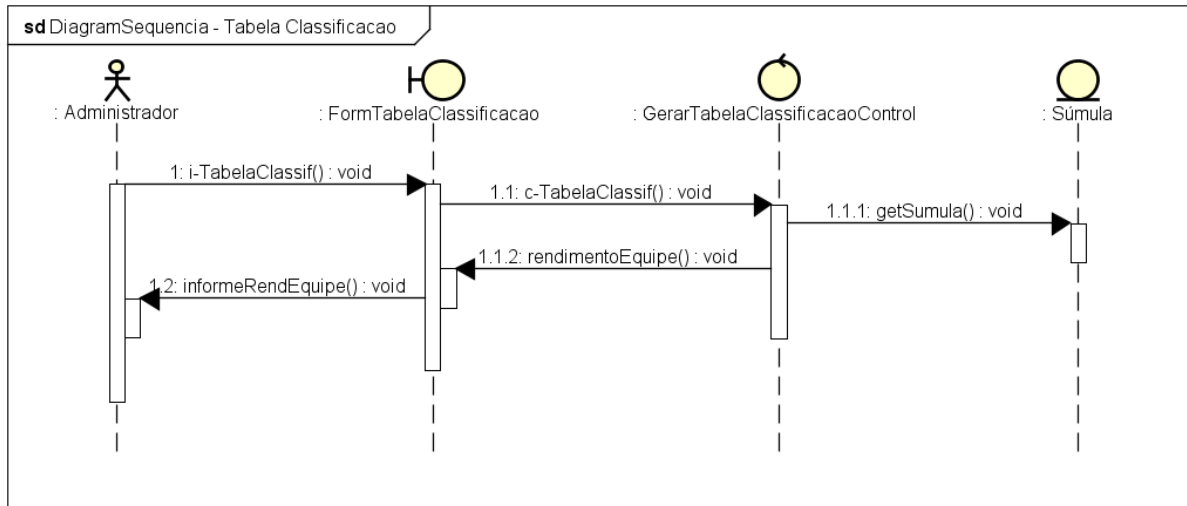 sd DiagramSequencia - Tabela Classificacao
: Administrador
: FormTabelaClassificacao
: GerarTabelaClassificacaoControl
: Súmula
1: i-TabelaClassif() : void
1.1: c-TabelaClassif() : void
1.1.1: getSumula() : void
1.1.2: rendimentoEquipe() : void
1.2: informeRendEquipe() : void